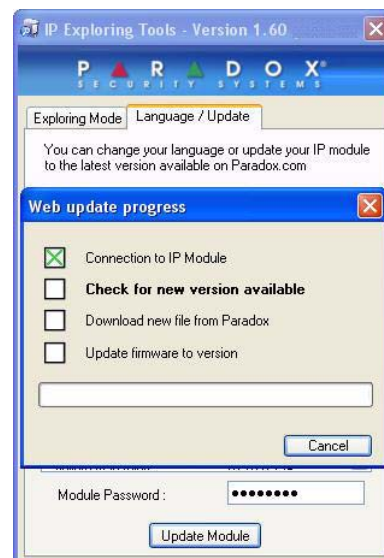 IP Exploring Tools - Version 1.60
PARADOX®
SECURITY SYSTEMS
Exploring Mode
Language / Update
You can change your language or update your IP module
to the latest version available on Paradox.com
Web update progress
Connection to IP Module
Check for new version available
Download new file from Paradox
Update firmware to version
Cancel
Module Password :
Update Module